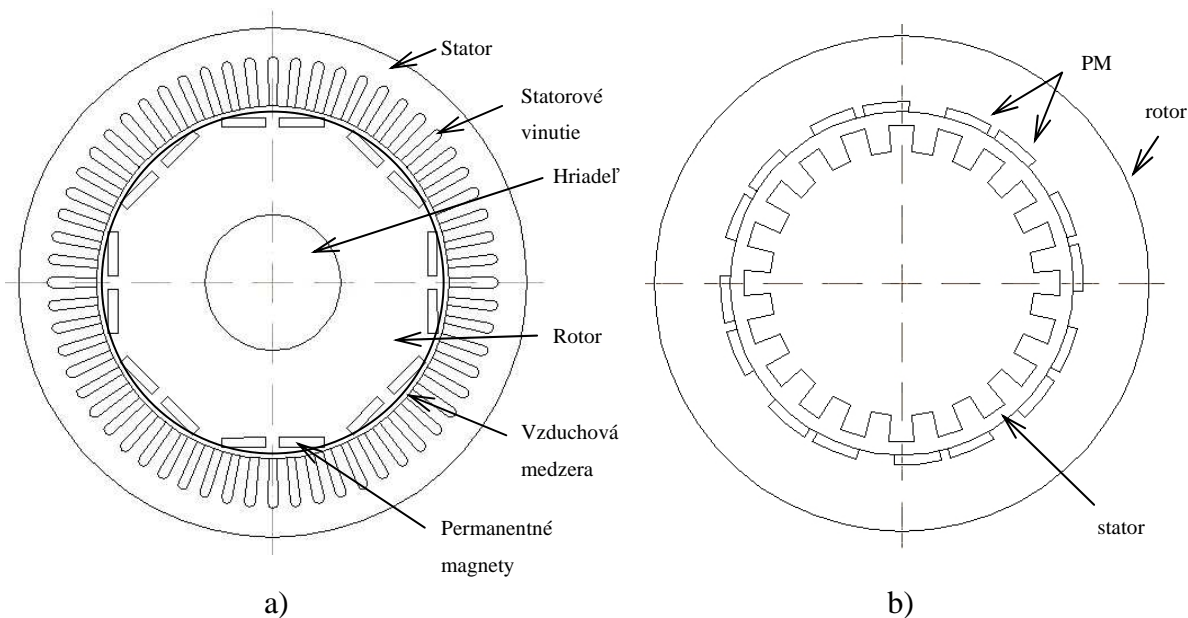 Stator
Statorové
vinutie
Hriadeľ
Rotor
Vzduchová
medzera
Permanentné
magnety
a)
PM
rotor
stator
b)